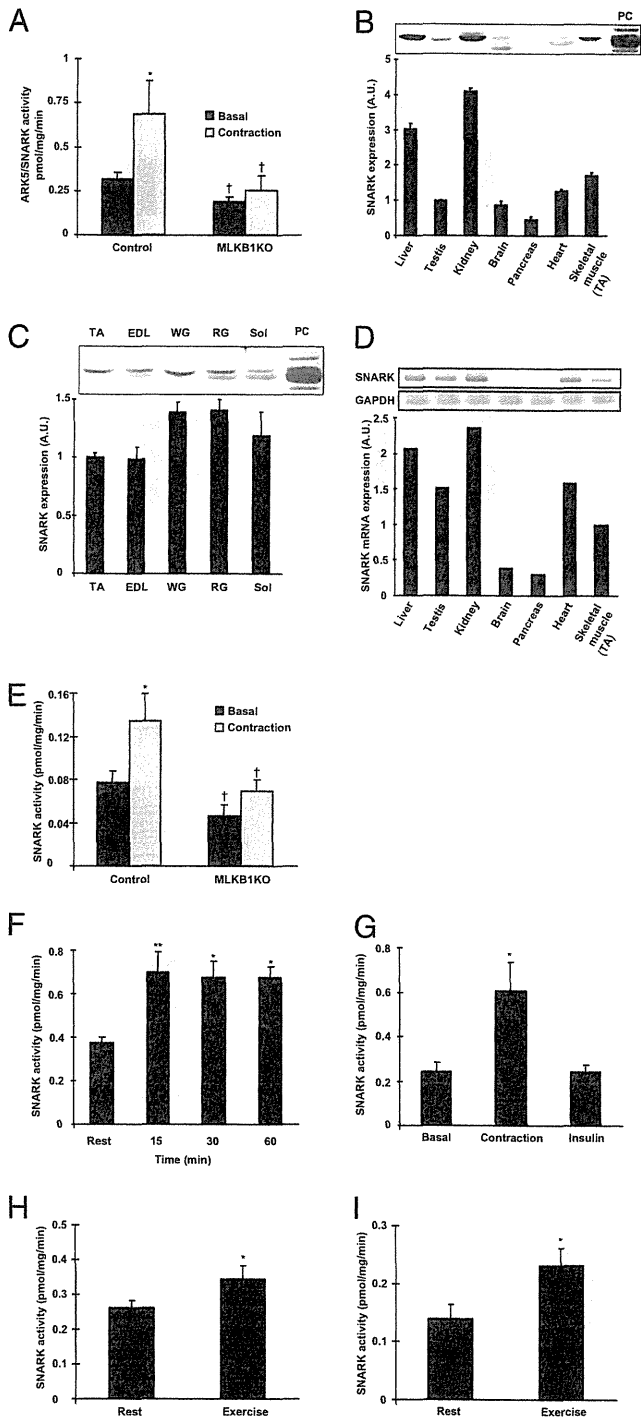 A
ARK5/SNARK activity
pmol/mg/min
1
0.75
0.5
0.25
0
*
† †
Basal
Contraction
Control MLKB1KO
B
PC
SNARK expression (A.U.)
5
4
3
2
1
0
Liver
Testis
Kidney
Brain
Pancreas
Heart
Skeletal
muscle
(TA)
C
TA EDL WG RG Sol PC
SNARK expression (A.U.)
1.5
1
0.5
0
TA EDL WG RG Sol
D
SNARK
GAPDH
SNARK mRNA expression (A.U.)
2.5
2
1.5
1
0.5
0
Liver
Testis
Kidney
Brain
Pancreas
Heart
Skeletal
muscle
(TA)
E
SNARK activity (pmol/mg/min)
0.16
0.12
0.08
0.04
0
*
† †
Basal
Contraction
Control MLKB1KO
F
SNARK activity (pmol/mg/min)
0.8
0.6
0.4
0.2
0
** * *
Rest 15 30 60
Time (min)
G
SNARK activity (pmol/mg/min)
0.8
0.6
0.4
0.2
0
*
Basal Contraction Insulin
H
SNARK activity (pmol/mg/min)
0.5
0.4
0.3
0.2
0.1
0
*
Rest Exercise
I
SNARK activity (pmol/mg/min)
0.3
0.2
0.1
0
*
Rest Exercise